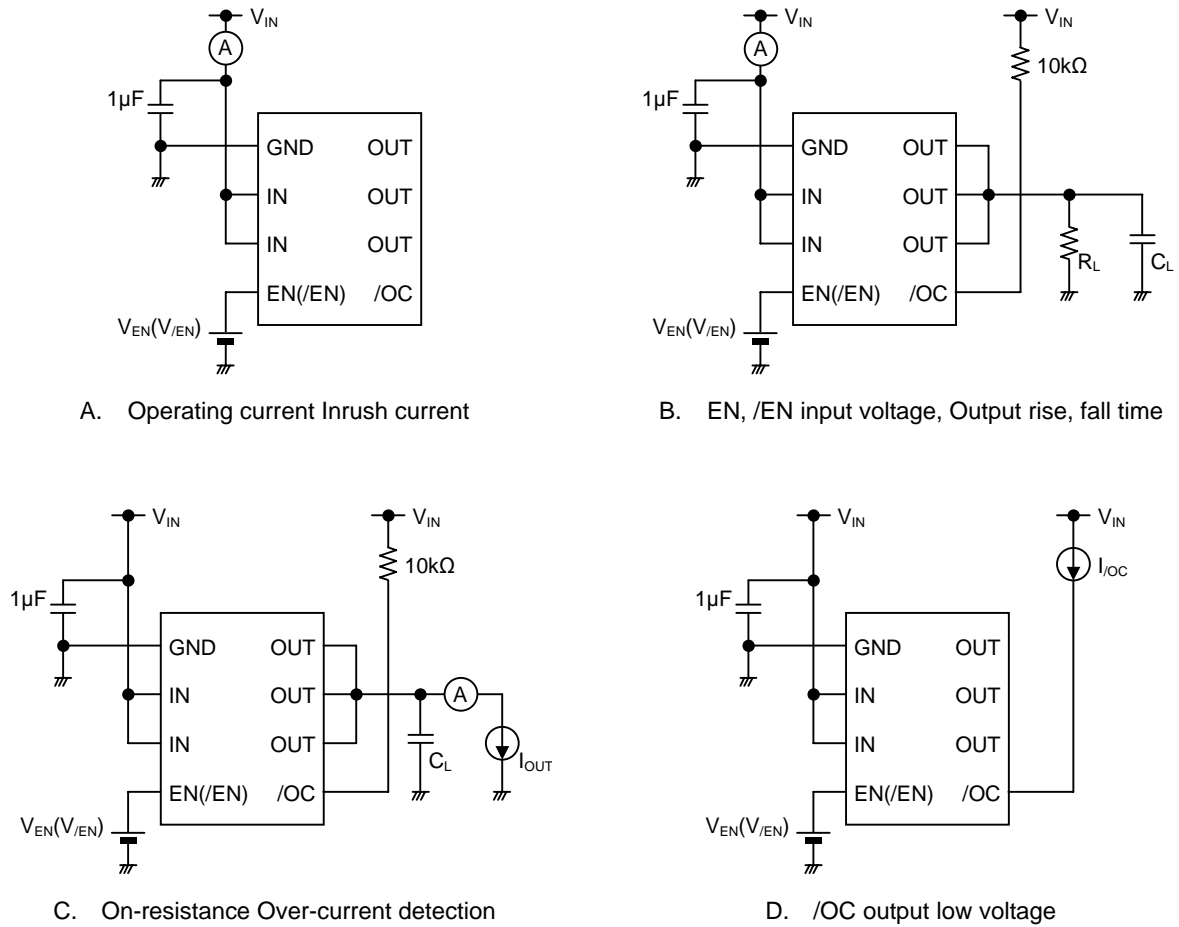 V_IN
A
1µF
GND OUT
IN OUT
IN OUT
EN(/EN) /OC
V_EN(V_/EN)
A. Operating current Inrush current
V_IN
A
1µF
V_IN
10kΩ
GND OUT
IN OUT
IN OUT
EN(/EN) /OC
R_L
C_L
V_EN(V_/EN)
B. EN, /EN input voltage, Output rise, fall time
V_IN
V_IN
10kΩ
1µF
GND OUT
IN OUT
A
IN OUT
C_L
I_OUT
EN(/EN) /OC
V_EN(V_/EN)
C. On-resistance Over-current detection
V_IN
V_IN
I_/OC
1µF
GND OUT
IN OUT
IN OUT
EN(/EN) /OC
V_EN(V_/EN)
D. /OC output low voltage